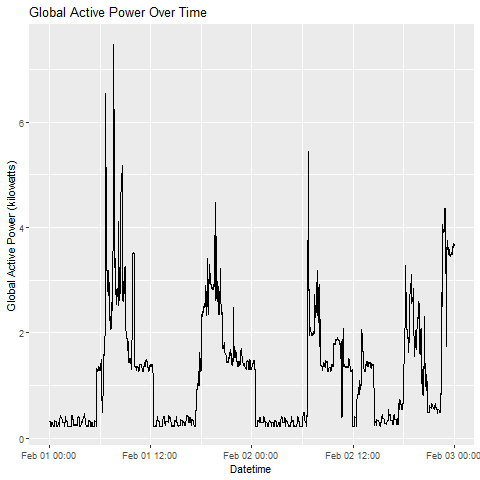 Global Active Power Over Time
Global Active Power (kilowatts)
6
4
2
0
Feb 01 00:00
Feb 01 12:00
Feb 02 00:00
Feb 02 12:00
Feb 03 00:00
Datetime